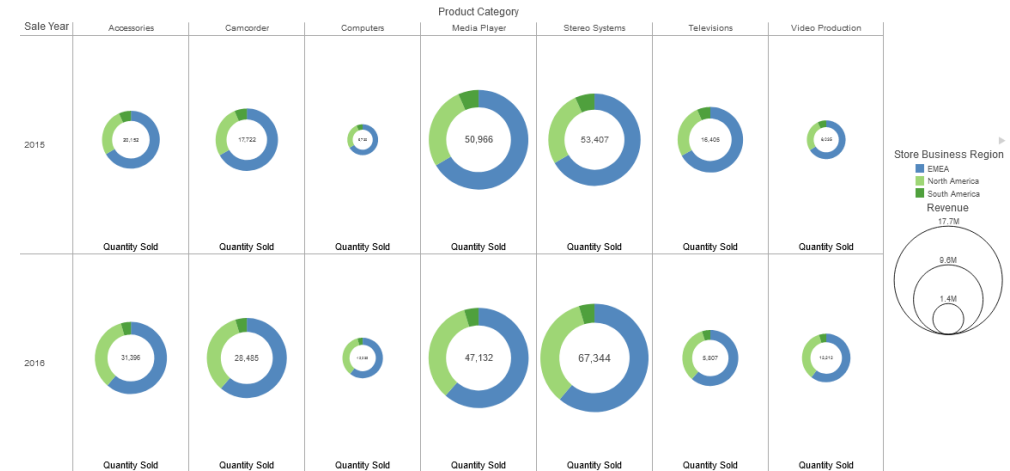 Product Category
Sale Year
Accessories
Camcorder
Computers
Media Player
Stereo Systems
Televisions
Video Production
2015
17,722
50,966
53,407
16,405
Quantity Sold
Quantity Sold
Quantity Sold
Quantity Sold
Quantity Sold
Quantity Sold
Quantity Sold
2016
31,396
28,485
47,132
67,344
8,807
Quantity Sold
Quantity Sold
Quantity Sold
Quantity Sold
Quantity Sold
Quantity Sold
Quantity Sold
Store Business Region
EMEA
North America
South America
Revenue
17.7M
9.6M
1.4M